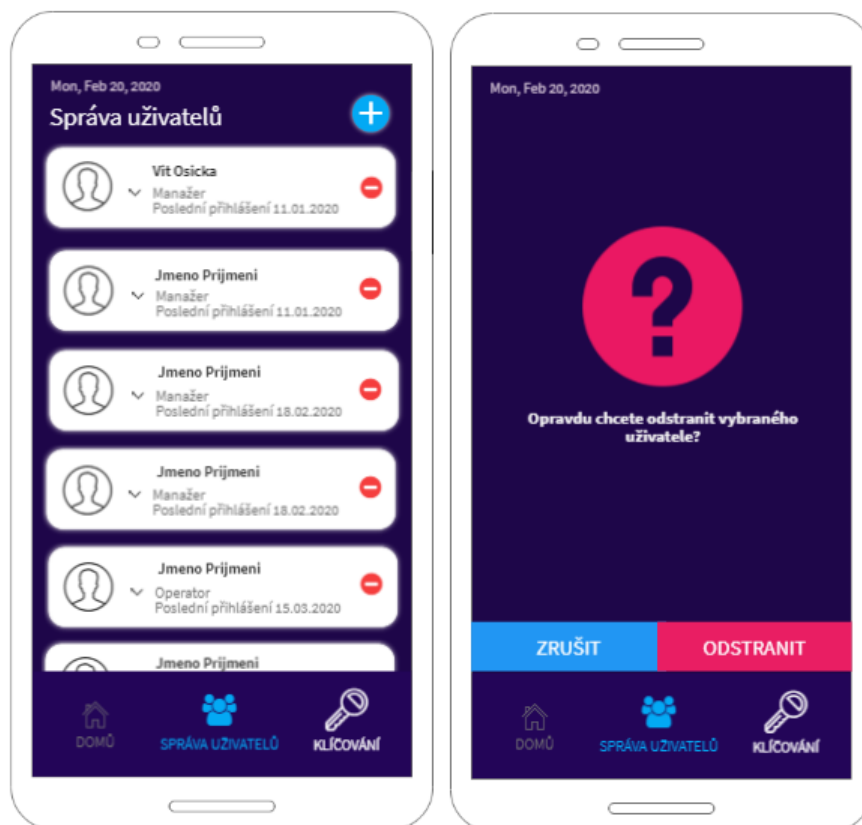 Mon, Feb 20, 2020
Správa uživatelů
Vit Osicka
Manažer
Poslední přihlášení 11.01.2020
Jmeno Prijmeni
Manažer
Poslední přihlášení 11.01.2020
Jmeno Prijmeni
Manažer
Poslední přihlášení 18.02.2020
Jmeno Prijmeni
Manažer
Poslední přihlášení 18.02.2020
Jmeno Prijmeni
Operator
Poslední přihlášení 15.03.2020
Jmeno Prijmeni
DOMŮ
SPRÁVA UŽIVATELŮ
KLÍČOVÁNÍ
Mon, Feb 20, 2020
?
Opravdu chcete odstranit vybraného
uživatele?
ZRUŠIT
ODSTRANIT
DOMŮ
SPRÁVA UŽIVATELŮ
KLÍČOVÁNÍ